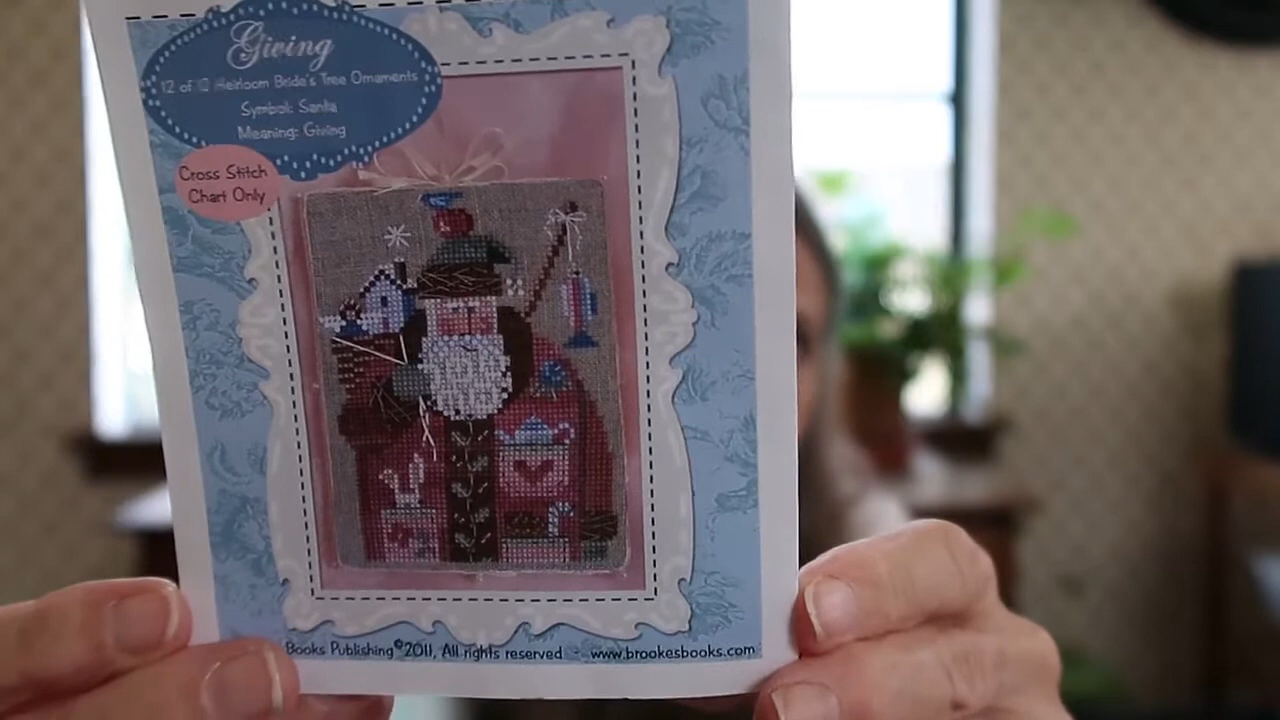 Giving
12 of 12 Heirloom Bride's Tree Ornaments
Symbol: Santa
Meaning: Giving
Cross Stitch
Chart Only
Books Publishing©2011, All rights reserved - www.brookesbooks.com